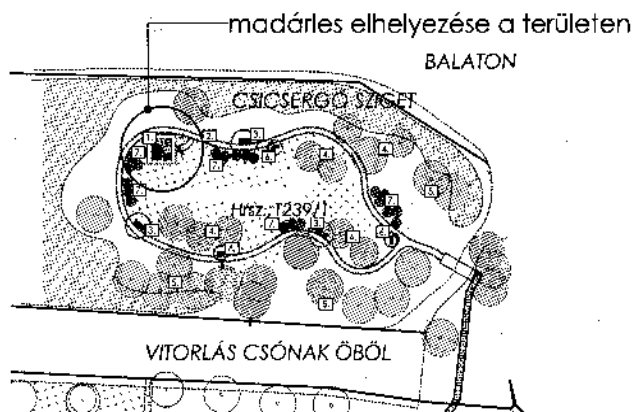 madárles elhelyezése a területen
BALATON
CSICSERGŐ SZIGET
Hrsz.:1239/1
VITORLÁS CSÓNAK ÖBÖL